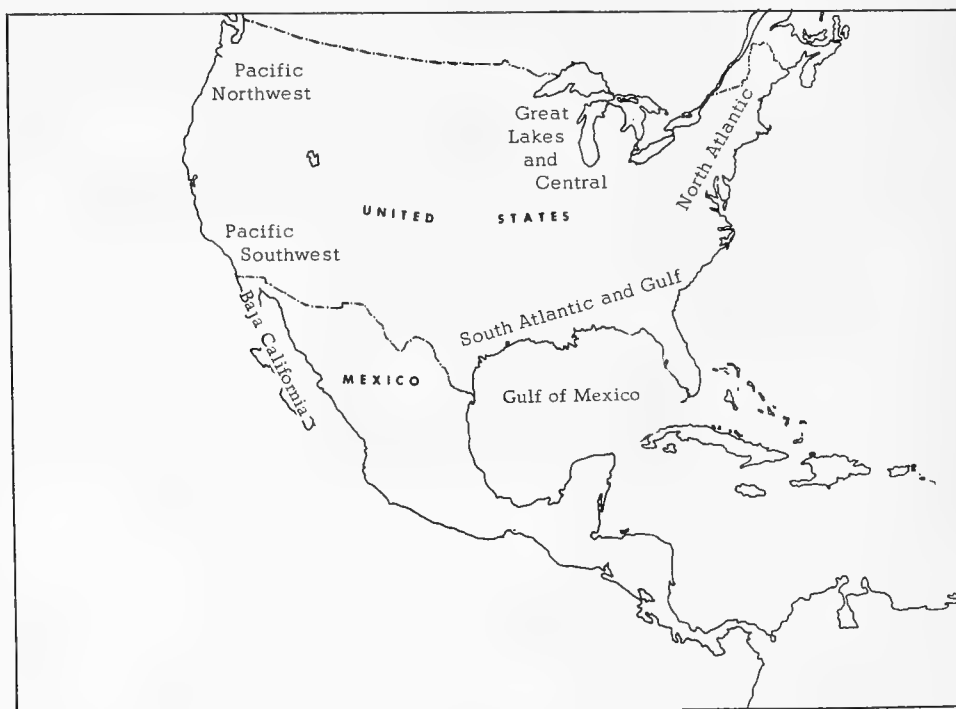 Pacific
Northwest
Great
Lakes
and
Central
North Atlantic
UNITED STATES
Pacific
Southwest
South Atlantic and Gulf
Baja California
MEXICO
Gulf of Mexico